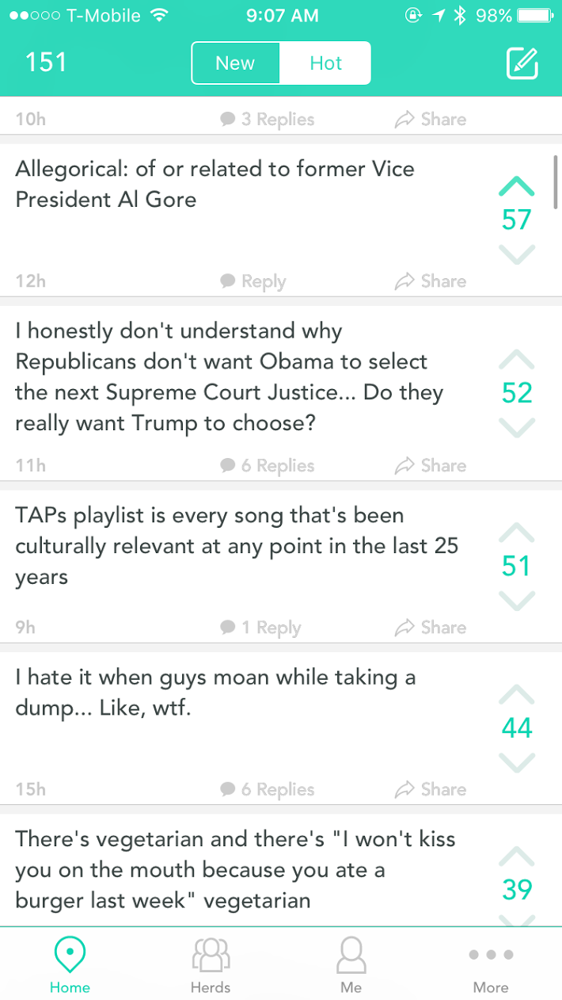 T-Mobile 9:07 AM 98%
151 New Hot
10h 3 Replies Share
Allegorical: of or related to former Vice
President Al Gore
57
12h Reply Share
I honestly don't understand why
Republicans don't want Obama to select
the next Supreme Court Justice... Do they
really want Trump to choose?
52
11h 6 Replies Share
TAPs playlist is every song that's been
culturally relevant at any point in the last 25
years
51
9h 1 Reply Share
I hate it when guys moan while taking a
dump... Like, wtf.
44
15h 6 Replies Share
There's vegetarian and there's "I won't kiss
you on the mouth because you ate a
burger last week" vegetarian
39
Home Herds Me More